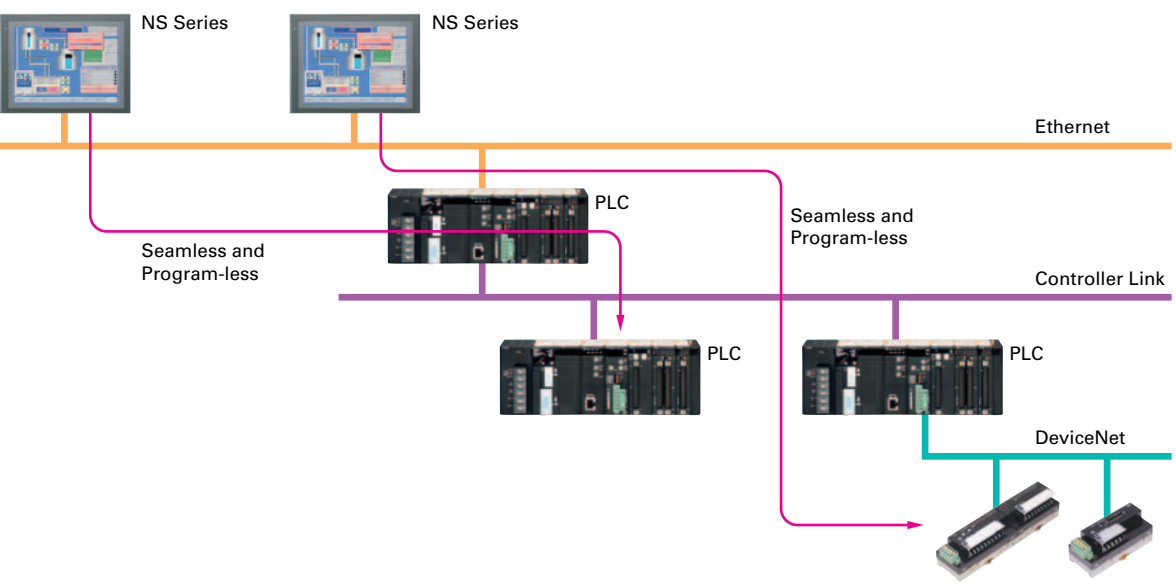 NS Series
NS Series
Ethernet
PLC
Seamless and
Program-less
Seamless and
Program-less
Controller Link
PLC
PLC
DeviceNet